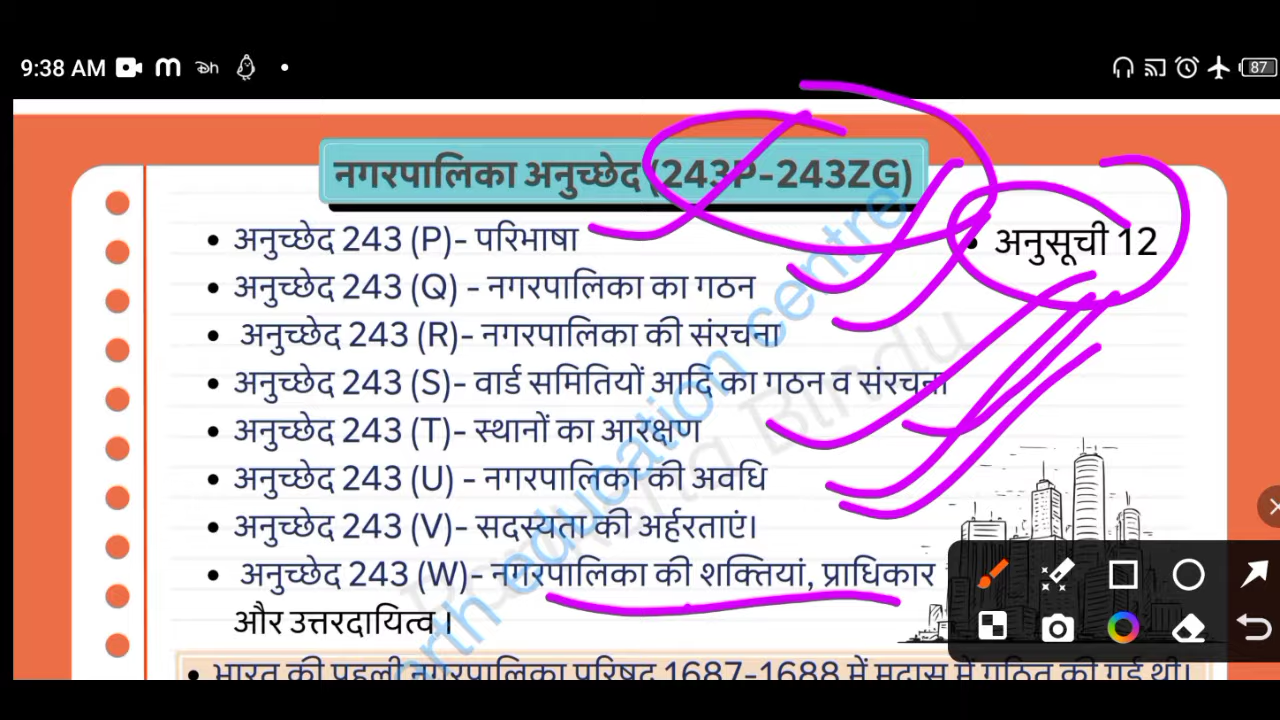 9:38 AM
87
नगरपालिका अनुच्छेद (243P-243ZG)
• अनुच्छेद 243 (P)- परिभाषा
• अनुसूची 12
• अनुच्छेद 243 (Q) - नगरपालिका का गठन
• अनुच्छेद 243 (R)- नगरपालिका की संरचना
• अनुच्छेद 243 (S)- वार्ड समितियों आदि का गठन व संरचना
• अनुच्छेद 243 (T)- स्थानों का आरक्षण
• अनुच्छेद 243 (U) - नगरपालिका की अवधि
• अनुच्छेद 243 (V)- सदस्यता की अर्हरताएं।
• अनुच्छेद 243 (W)- नगरपालिका की शक्तियां, प्राधिकार
और उत्तरदायित्व ।
• भारत की पहली नगरपालिका परिषद 1687-1688 में मद्रास में गठित की गई थी।
education centre
Bindu